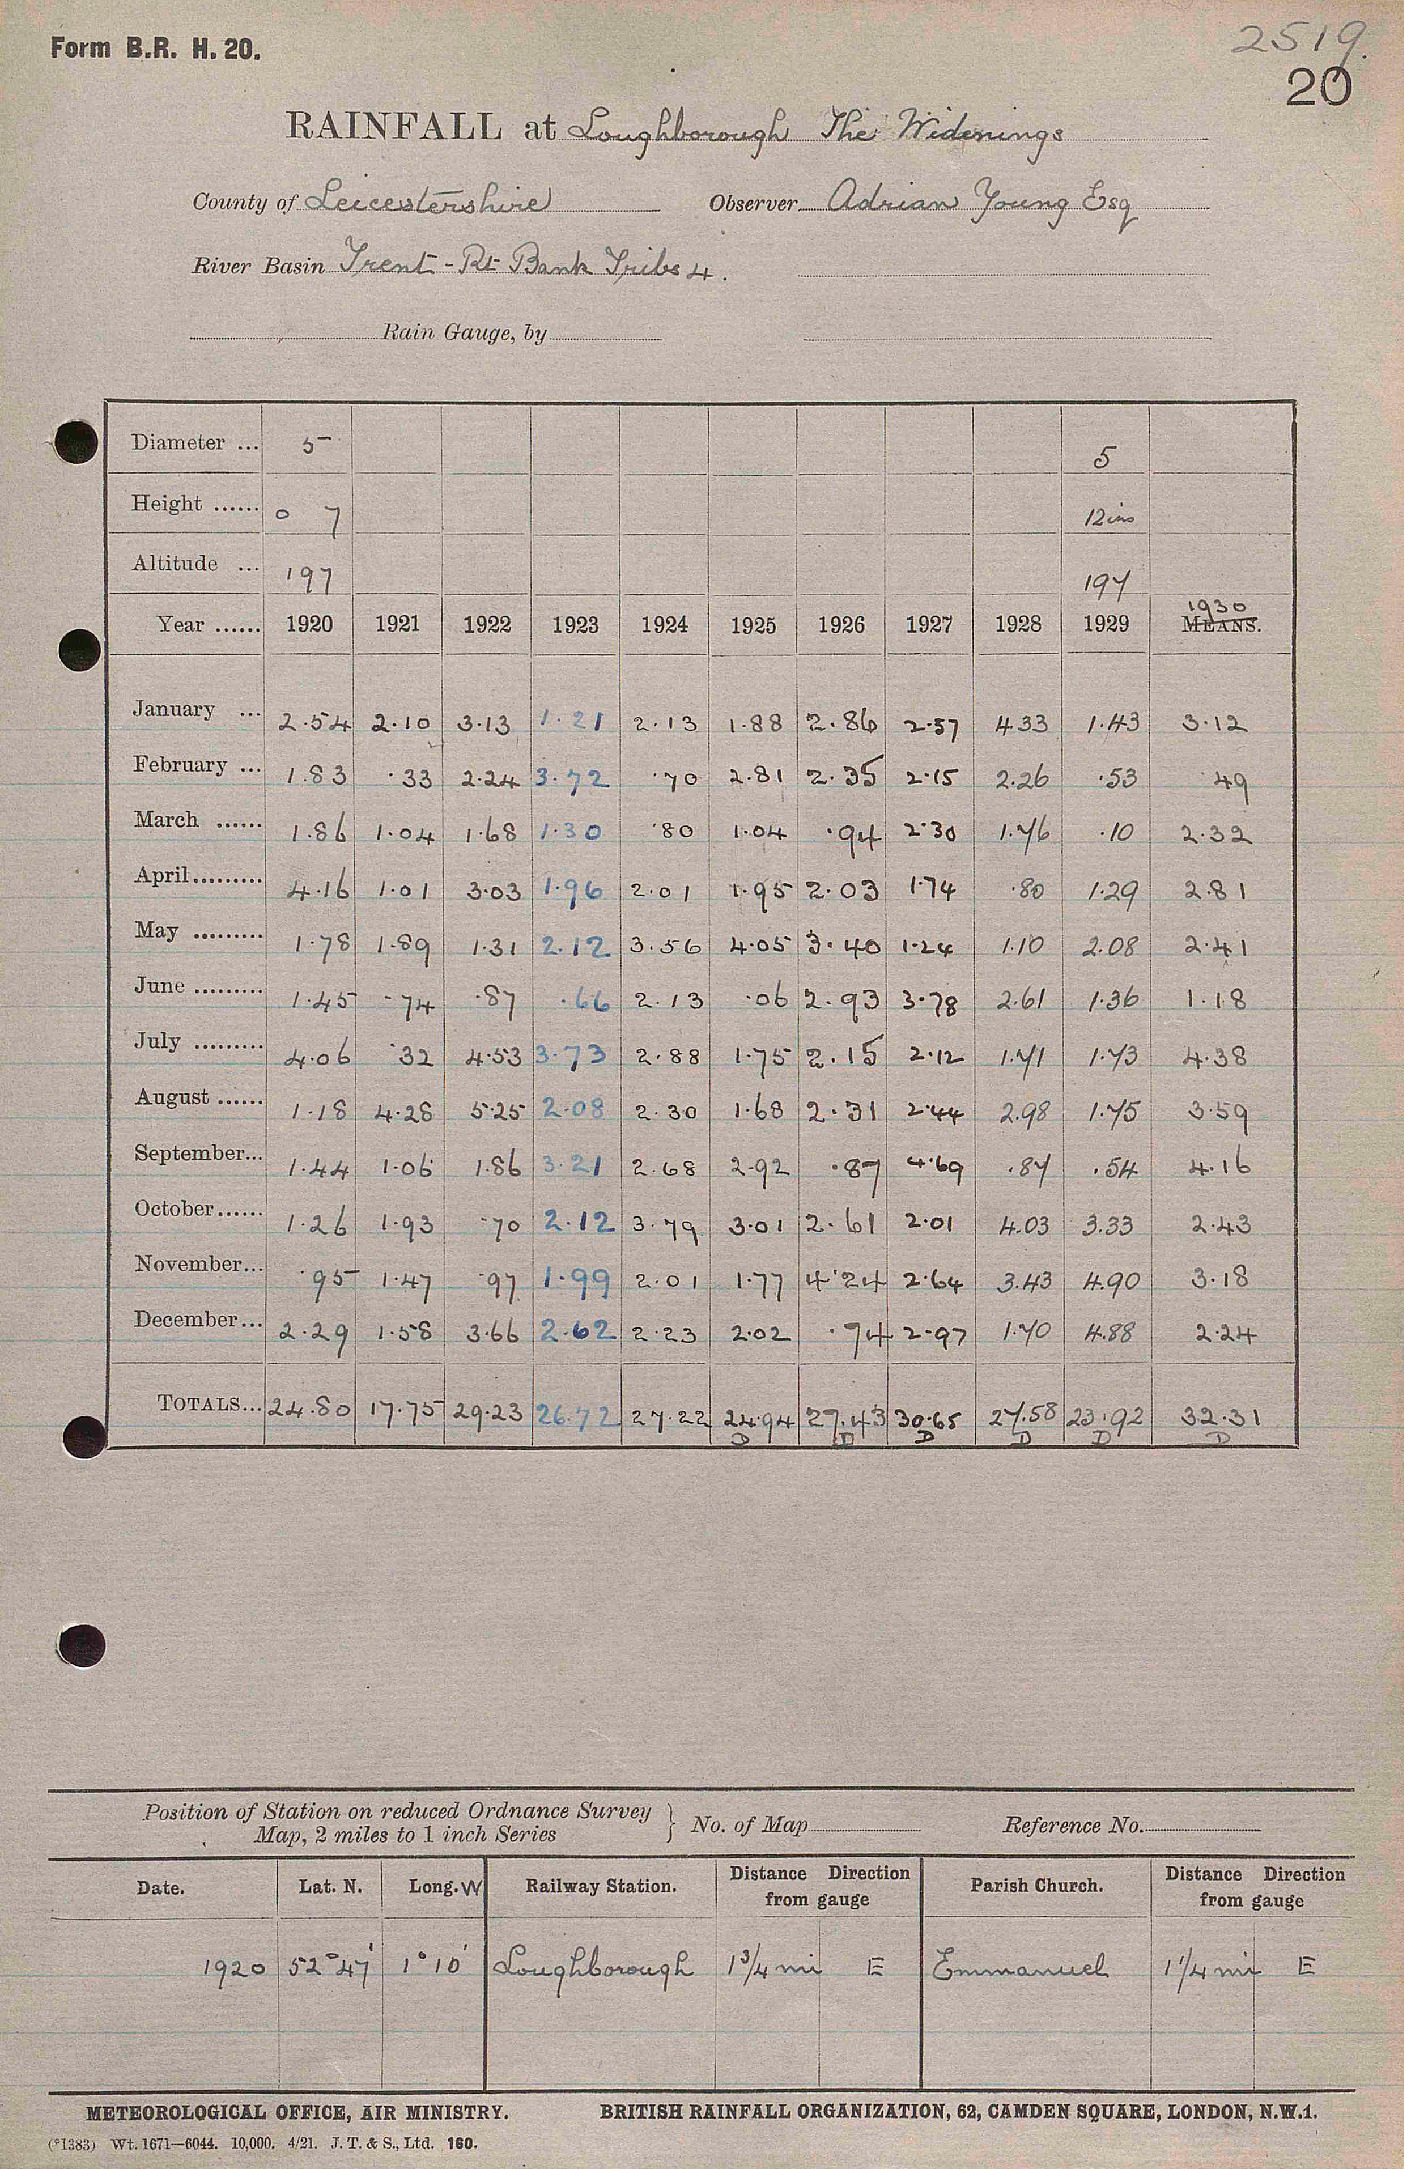 Form B.R. H. 20.
2519.
20
RAINFALL at Loughborough The Widenings
County of Leicestershire Observer Adrian Young Esq
River Basin Trent - Rt Bank Tribs 4.
Rain Gauge, by
Diameter ... 5 5
Height ...... 0 7 12 ins
Altitude ... 197 197
1930
Year ...... 1920 1921 1922 1923 1924 1925 1926 1927 1928 1929 MEANS.
January ... 2.54 2.10 3.13 1.21 2.13 1.88 2.86 2.57 4.33 1.43 3.12
February ... 1.83 .33 2.24 3.72 .70 2.81 2.35 2.15 2.26 .53 .49
March ...... 1.86 1.04 1.68 1.30 .80 1.04 .94 2.30 1.76 .10 2.32
April......... 4.16 1.01 3.03 1.96 2.01 1.95 2.03 1.74 .80 1.29 2.81
May ......... 1.78 1.89 1.31 2.12 3.56 4.05 3.40 1.24 1.10 2.08 2.41
June ......... 1.45 .74 .87 .66 2.13 .06 2.93 3.78 2.61 1.36 1.18
July ......... 4.06 .32 4.53 3.73 2.88 1.75 2.15 2.12 1.71 1.73 4.38
August ...... 1.18 4.28 5.25 2.08 2.30 1.68 2.31 2.44 2.98 1.75 3.59
September... 1.44 1.06 1.86 3.21 2.68 2.92 .87 4.69 .87 .54 4.16
October...... 1.26 1.93 .70 2.12 3.79 3.01 2.61 2.01 4.03 3.33 2.43
November... .95 1.47 .97 1.99 2.01 1.77 4.24 2.64 3.43 4.90 3.18
December... 2.29 1.58 3.66 2.62 2.23 2.02 .74 2.97 1.70 4.88 2.24
TOTALS... 24.80 17.75 29.23 26.72 27.22 24.94 27.43 30.65 27.58 23.92 32.31
D D D D D D
Position of Station on reduced Ordnance Survey } No. of Map Reference No.
Map, 2 miles to 1 inch Series
Date. Lat. N. Long. W Railway Station. Distance Direction from gauge Parish Church. Distance Direction from gauge
1920 52° 47' 1° 10' Loughborough 1 3/4 mi E Emmanuel 1 1/4 mi E
METEOROLOGICAL OFFICE, AIR MINISTRY. BRITISH RAINFALL ORGANIZATION, 62, CAMDEN SQUARE, LONDON, N.W.1.
(*1383) Wt. 1671—6044. 10,000. 4/21. J. T. & S., Ltd. 160.